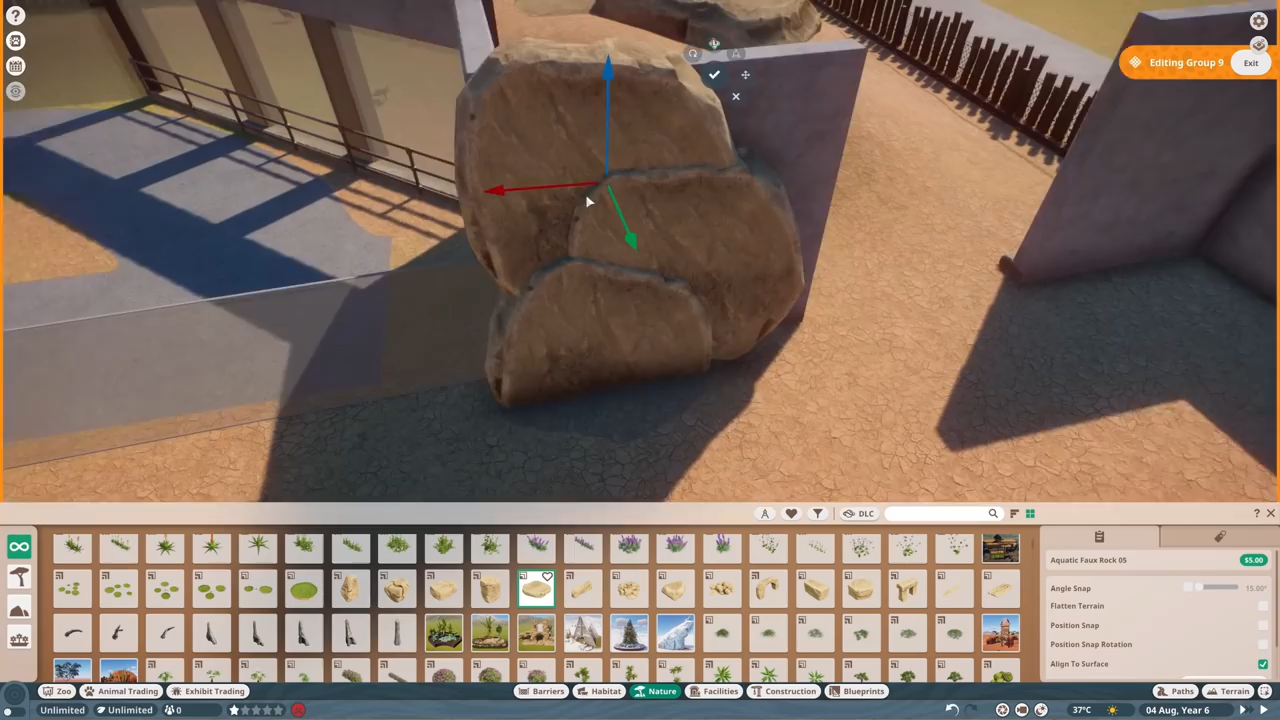 Editing Group 9
Exit
DLC
Aquatic Faux Rock 05
$5.00
Angle Snap
15.00°
Flatten Terrain
Position Snap
Position Snap Rotation
Align To Surface
Zoo
Animal Trading
Exhibit Trading
Barriers
Habitat
Nature
Facilities
Construction
Blueprints
Paths
Terrain
Unlimited
Unlimited
0
37°C
04 Aug, Year 6